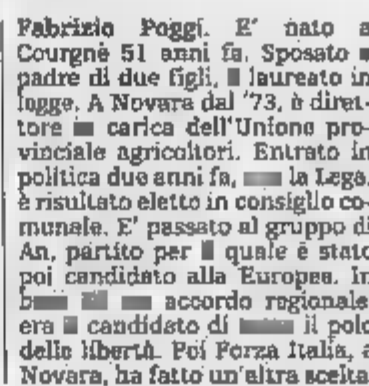 Fabrizio Poggi. E' nato a
Courgnè 51 anni fa. Sposato
padre di due figli, laureato in
legge. A Novara dal '73, è diret-
tore carica dell'Unione pro-
vinciale agricoltori. Entrato in
politica due anni fa, la Lega,
è risultato eletto in consiglio co-
munale. E' passato al gruppo di
An, partito per quale è stato
poi candidato alla Europee. In
accordo regionale
era candidato di il polo
delle libertà. Poi Forza Italia, a
Novara, ha fatto un'altra scelta